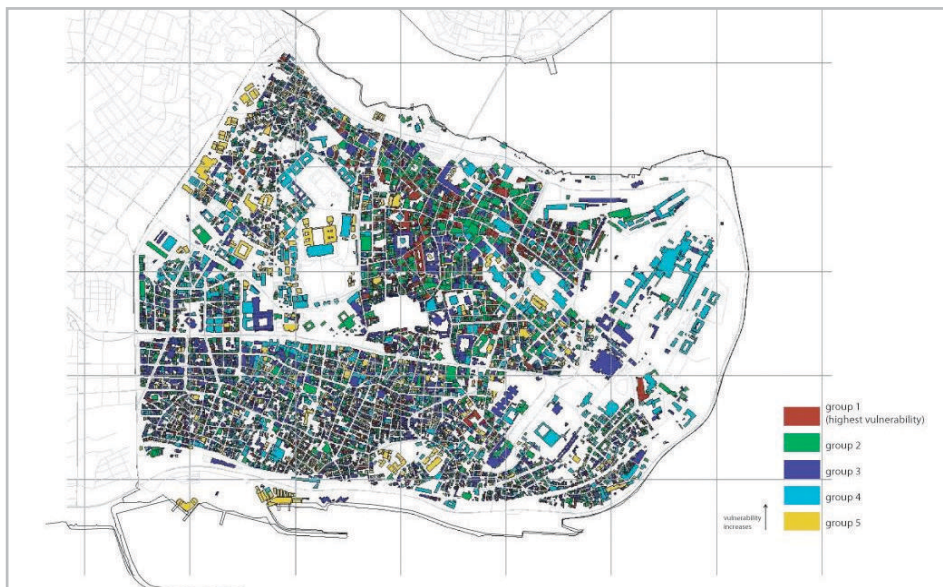 group 1
(highest vulnerability)
group 2
group 3
group 4
group 5
vulnerability
increases